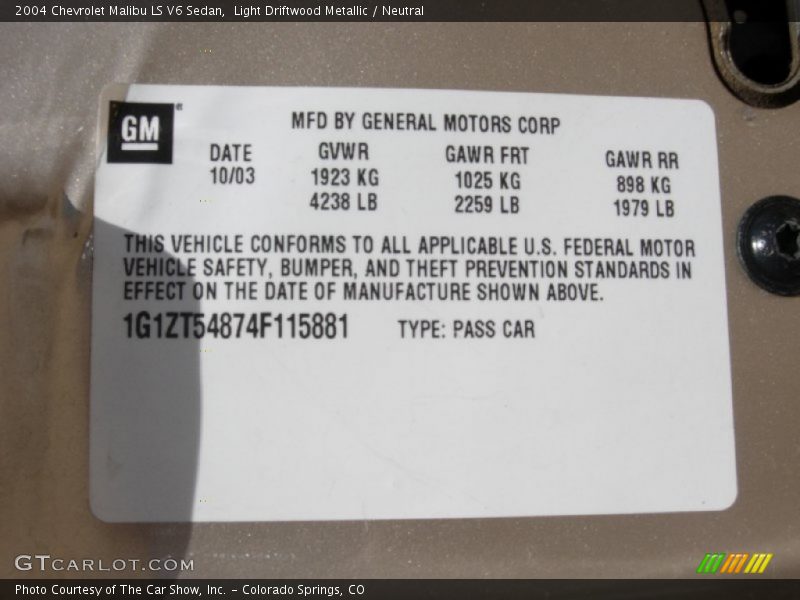 2004 Chevrolet Malibu LS V6 Sedan,  Light Driftwood Metallic / Neutral
GM
MFD BY GENERAL MOTORS CORP
DATE GVWR GAWR FRT GAWR RR
10/03 1923 KG 1025 KG 898 KG
4238 LB 2259 LB 1979 LB
THIS VEHICLE CONFORMS TO ALL APPLICABLE U.S. FEDERAL MOTOR
VEHICLE SAFETY, BUMPER, AND THEFT PREVENTION STANDARDS IN
EFFECT ON THE DATE OF MANUFACTURE SHOWN ABOVE.
1G1ZT54874F115881 TYPE: PASS CAR
GTCARLOT.COM
Photo Courtesy of The Car Show, Inc. – Colorado Springs, CO